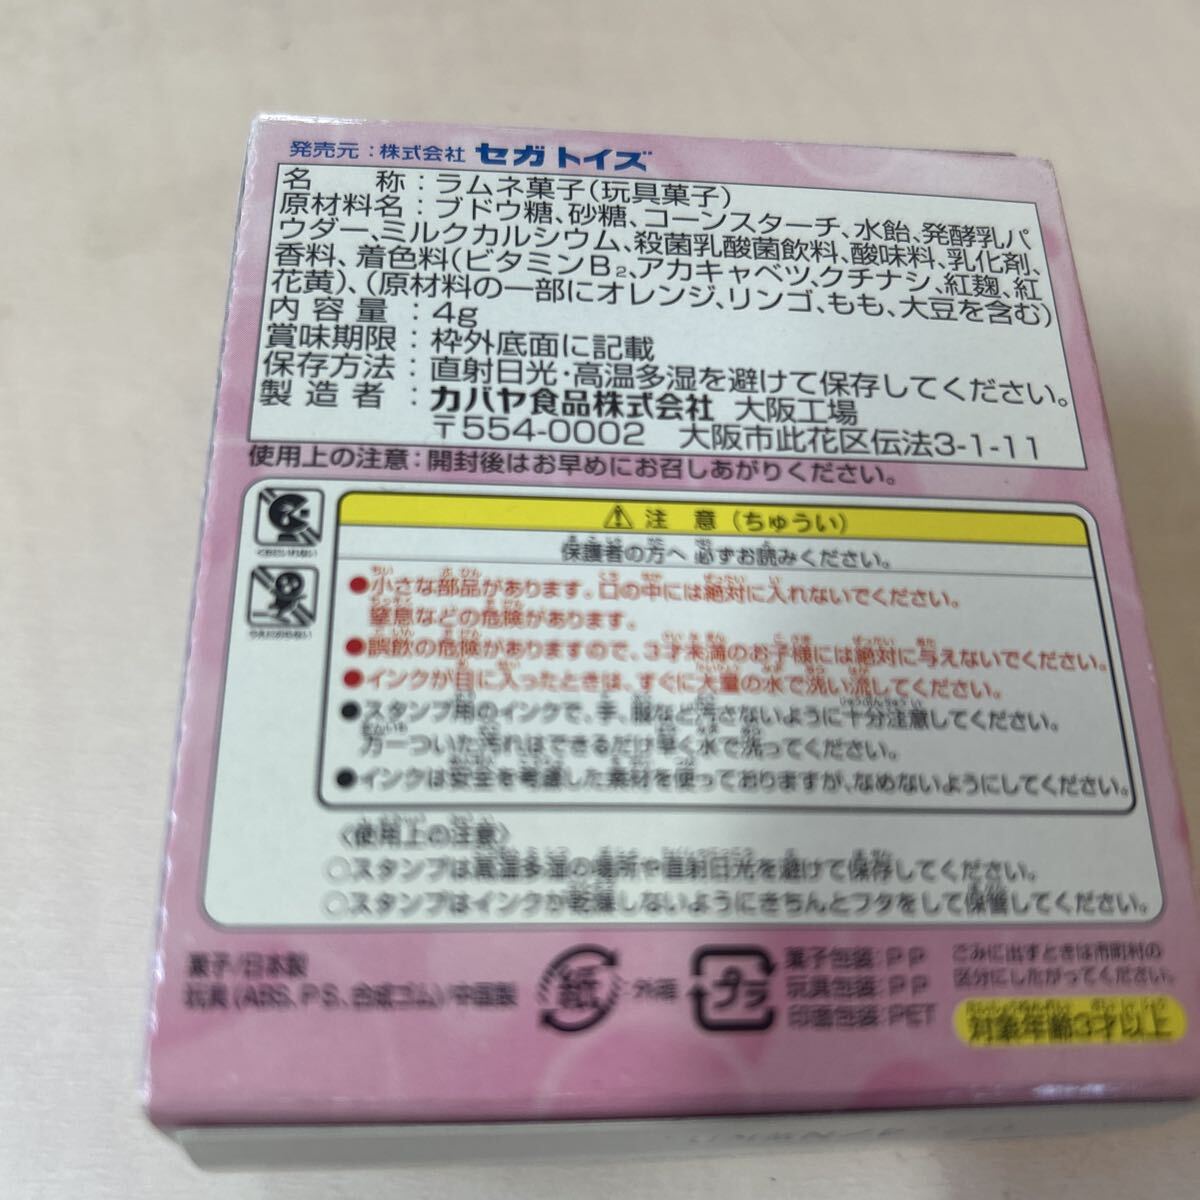 発売元：株式会社 セガトイズ
名　　称：ラムネ菓子(玩具菓子)
原材料名：ブドウ糖、砂糖、コーンスターチ、水飴、発酵乳パ
ウダー、ミルクカルシウム、殺菌乳酸菌飲料、酸味料、乳化剤、
香料、着色料(ビタミンB₂、アカキャベツ、クチナシ、紅麹、紅
花黄)、(原材料の一部にオレンジ、リンゴ、もも、大豆を含む)
内 容 量：4g
賞味期限：枠外底面に記載
保存方法：直射日光・高温多湿を避けて保存してください。
製 造 者：カバヤ食品株式会社 大阪工場
〒554-0002 大阪市此花区伝法3-1-11
使用上の注意：開封後はお早めにお召しあがりください。
⚠ 注 意 (ちゅうい)
保護者の方へ 必ずお読みください。
●小さな部品があります。口の中には絶対に入れないでください。
窒息などの危険があります。
●誤飲の危険がありますので、3才未満のお子様には絶対に与えないでください。
●インクが目に入ったときは、すぐに大量の水で洗い流してください。
●スタンプ用のインクで、手、服など汚さないように十分注意してください。
万一ついた汚れはできるだけ早く水で洗ってください。
●インクは安全を考慮した素材を使っておりますが、なめないようにしてください。
〈使用上の注意〉
○スタンプは高温多湿の場所や直射日光を避けて保存してください。
○スタンプはインクが乾燥しないようにきちんとフタをして保管してください。
菓子/日本製
玩具(ABS、PS、合成ゴム)/中国製
紙：外箱
プラ
菓子包装：PP
玩具包装：PP
印面包装：PET
ごみに出すときは市町村の
区分にしたがってください。
対象年齢3才以上